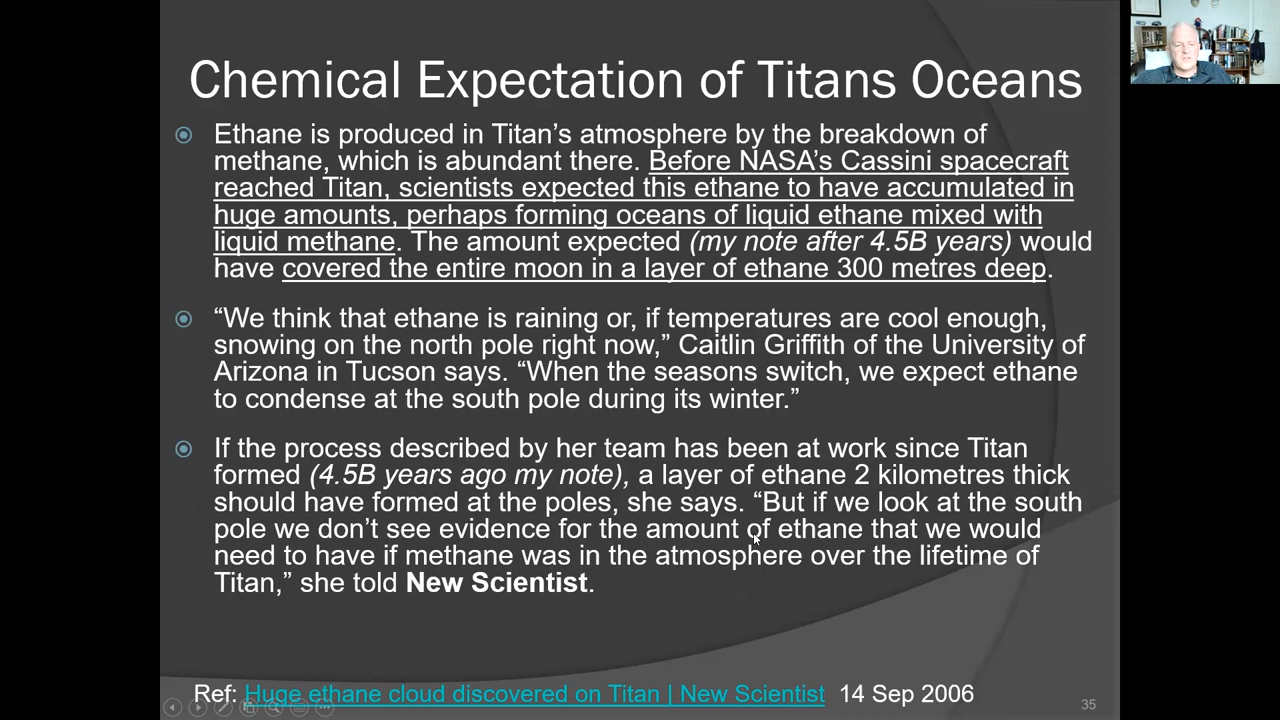 Chemical Expectation of Titans Oceans
Ethane is produced in Titan’s atmosphere by the breakdown of
methane, which is abundant there. Before NASA’s Cassini spacecraft
reached Titan, scientists expected this ethane to have accumulated in
huge amounts, perhaps forming oceans of liquid ethane mixed with
liquid methane. The amount expected (my note after 4.5B years) would
have covered the entire moon in a layer of ethane 300 metres deep.
“We think that ethane is raining or, if temperatures are cool enough,
snowing on the north pole right now,” Caitlin Griffith of the University of
Arizona in Tucson says. “When the seasons switch, we expect ethane
to condense at the south pole during its winter.”
If the process described by her team has been at work since Titan
formed (4.5B years ago my note), a layer of ethane 2 kilometres thick
should have formed at the poles, she says. “But if we look at the south
pole we don’t see evidence for the amount of ethane that we would
need to have if methane was in the atmosphere over the lifetime of
Titan,” she told New Scientist.
Ref: Huge ethane cloud discovered on Titan | New Scientist 14 Sep 2006
35